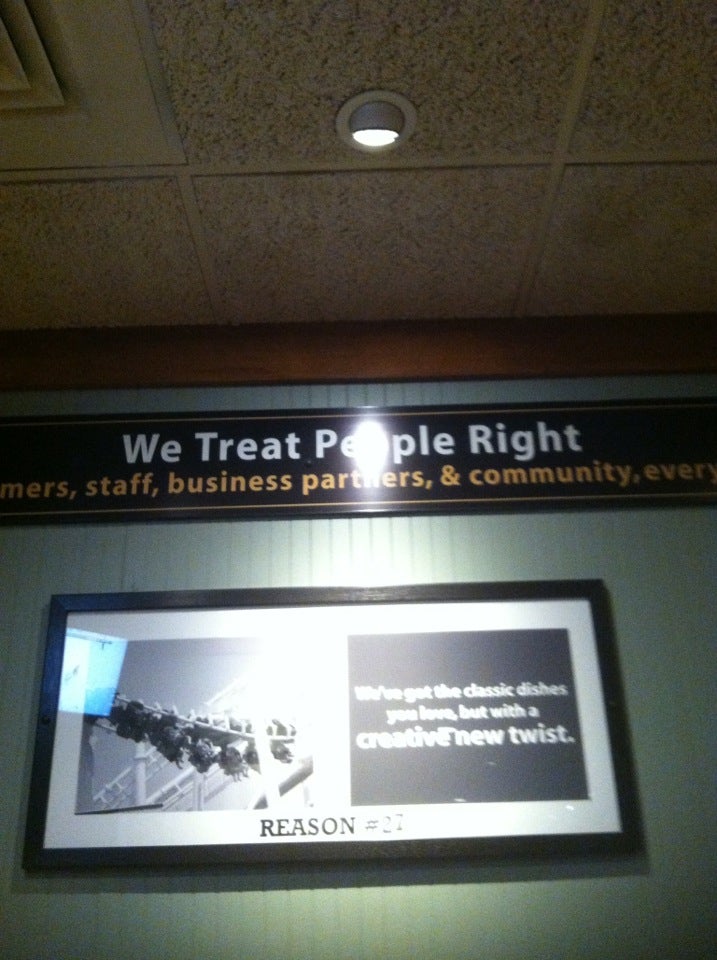 We Treat People Right
mers, staff, business partners, & community, every
We've got the classic dishes
you love, but with a
creative new twist.
REASON #27